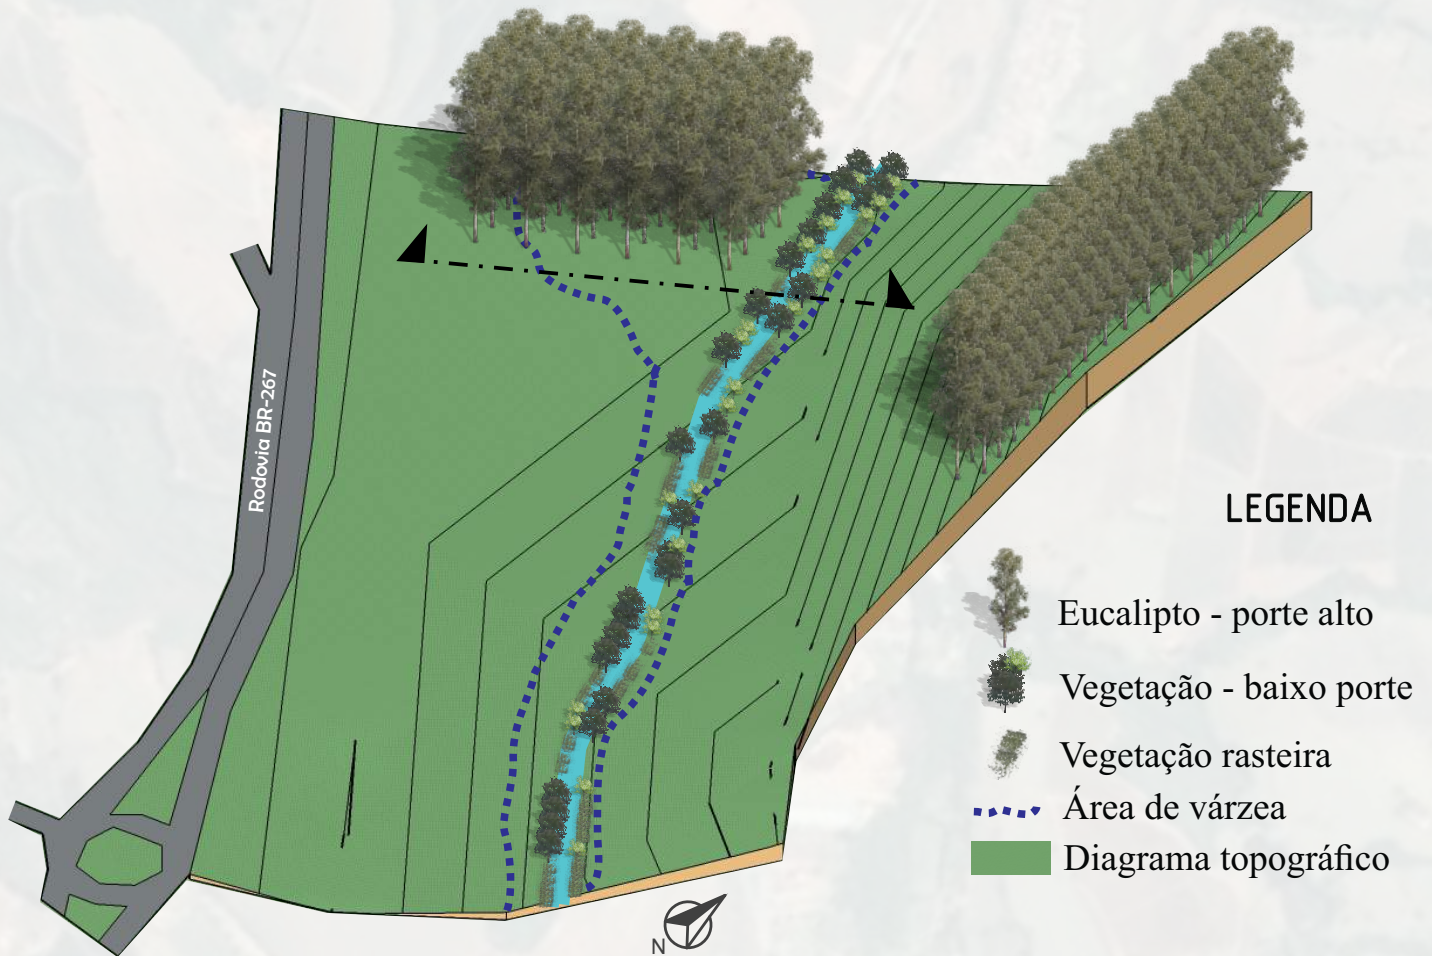 Rodovia BR-267
LEGENDA
Eucalipto - porte alto
Vegetação - baixo porte
Vegetação rasteira
Área de várzea
Diagrama topográfico
N